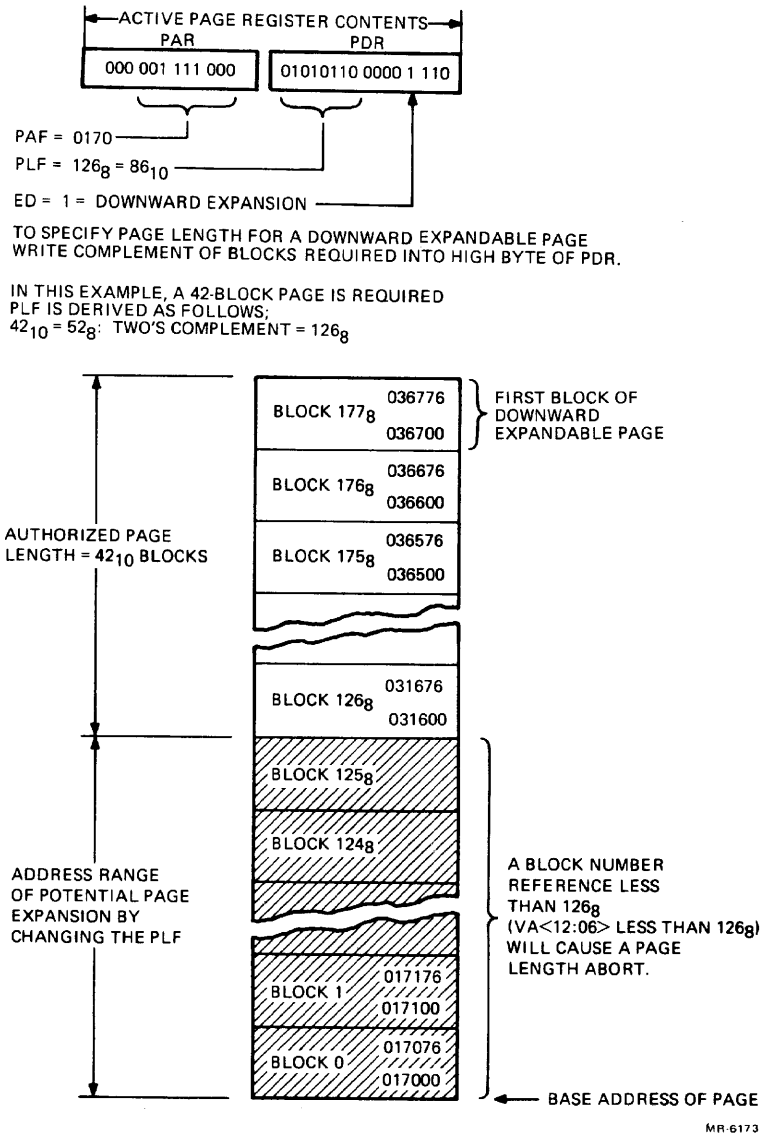 ACTIVE PAGE REGISTER CONTENTS
PAR PDR
000 001 111 000 01010110 0000 1 110
PAF = 0170
PLF = 126₈ = 86₁₀
ED = 1 = DOWNWARD EXPANSION
TO SPECIFY PAGE LENGTH FOR A DOWNWARD EXPANDABLE PAGE
WRITE COMPLEMENT OF BLOCKS REQUIRED INTO HIGH BYTE OF PDR.
IN THIS EXAMPLE, A 42-BLOCK PAGE IS REQUIRED
PLF IS DERIVED AS FOLLOWS;
42₁₀ = 52₈: TWO'S COMPLEMENT = 126₈
036776
BLOCK 177₈
036700
FIRST BLOCK OF
DOWNWARD
EXPANDABLE PAGE
036676
BLOCK 176₈
036600
AUTHORIZED PAGE
LENGTH = 42₁₀ BLOCKS
036576
BLOCK 175₈
036500
031676
BLOCK 126₈
031600
BLOCK 125₈
BLOCK 124₈
ADDRESS RANGE
OF POTENTIAL PAGE
EXPANSION BY
CHANGING THE PLF
A BLOCK NUMBER
REFERENCE LESS
THAN 126₈
(VA<12:06> LESS THAN 126₈)
WILL CAUSE A PAGE
LENGTH ABORT.
017176
BLOCK 1
017100
017076
BLOCK 0
017000
BASE ADDRESS OF PAGE
MR-6173